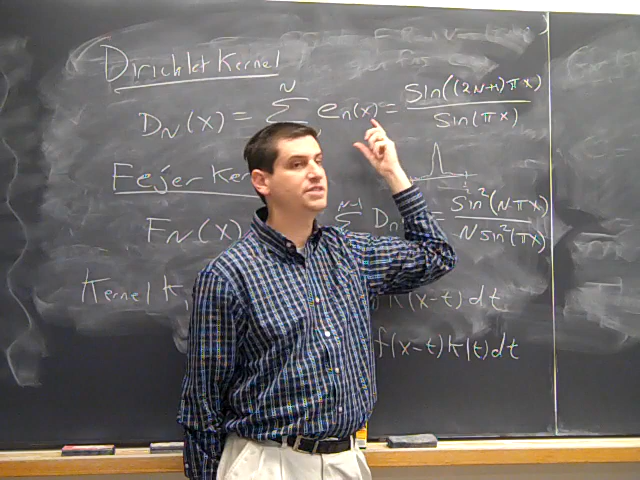 Dirichlet Kernel
N
D_N(x) = Σ e_n(x) = sin((2N+1)πx) / sin(πx)
Fejer Ke
N-1
F_N(x) Σ D_n = sin²(Nπx) / N sin²(πx)
Kernel K k(x-t)dt
f(x-t)k(t)dt